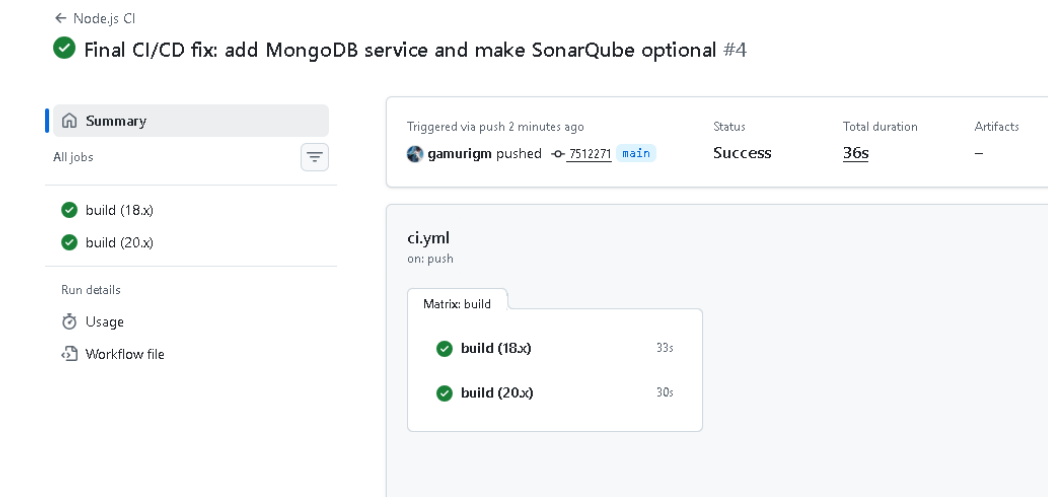 Node.js CI
Final CI/CD fix: add MongoDB service and make SonarQube optional #4
Summary
All jobs
build (18.x)
build (20.x)
Run details
Usage
Workflow file
Triggered via push 2 minutes ago
gamurigm pushed 7512271 main
Status
Success
Total duration
36s
Artifacts
–
ci.yml
on: push
Matrix: build
build (18.x) 33s
build (20.x) 30s